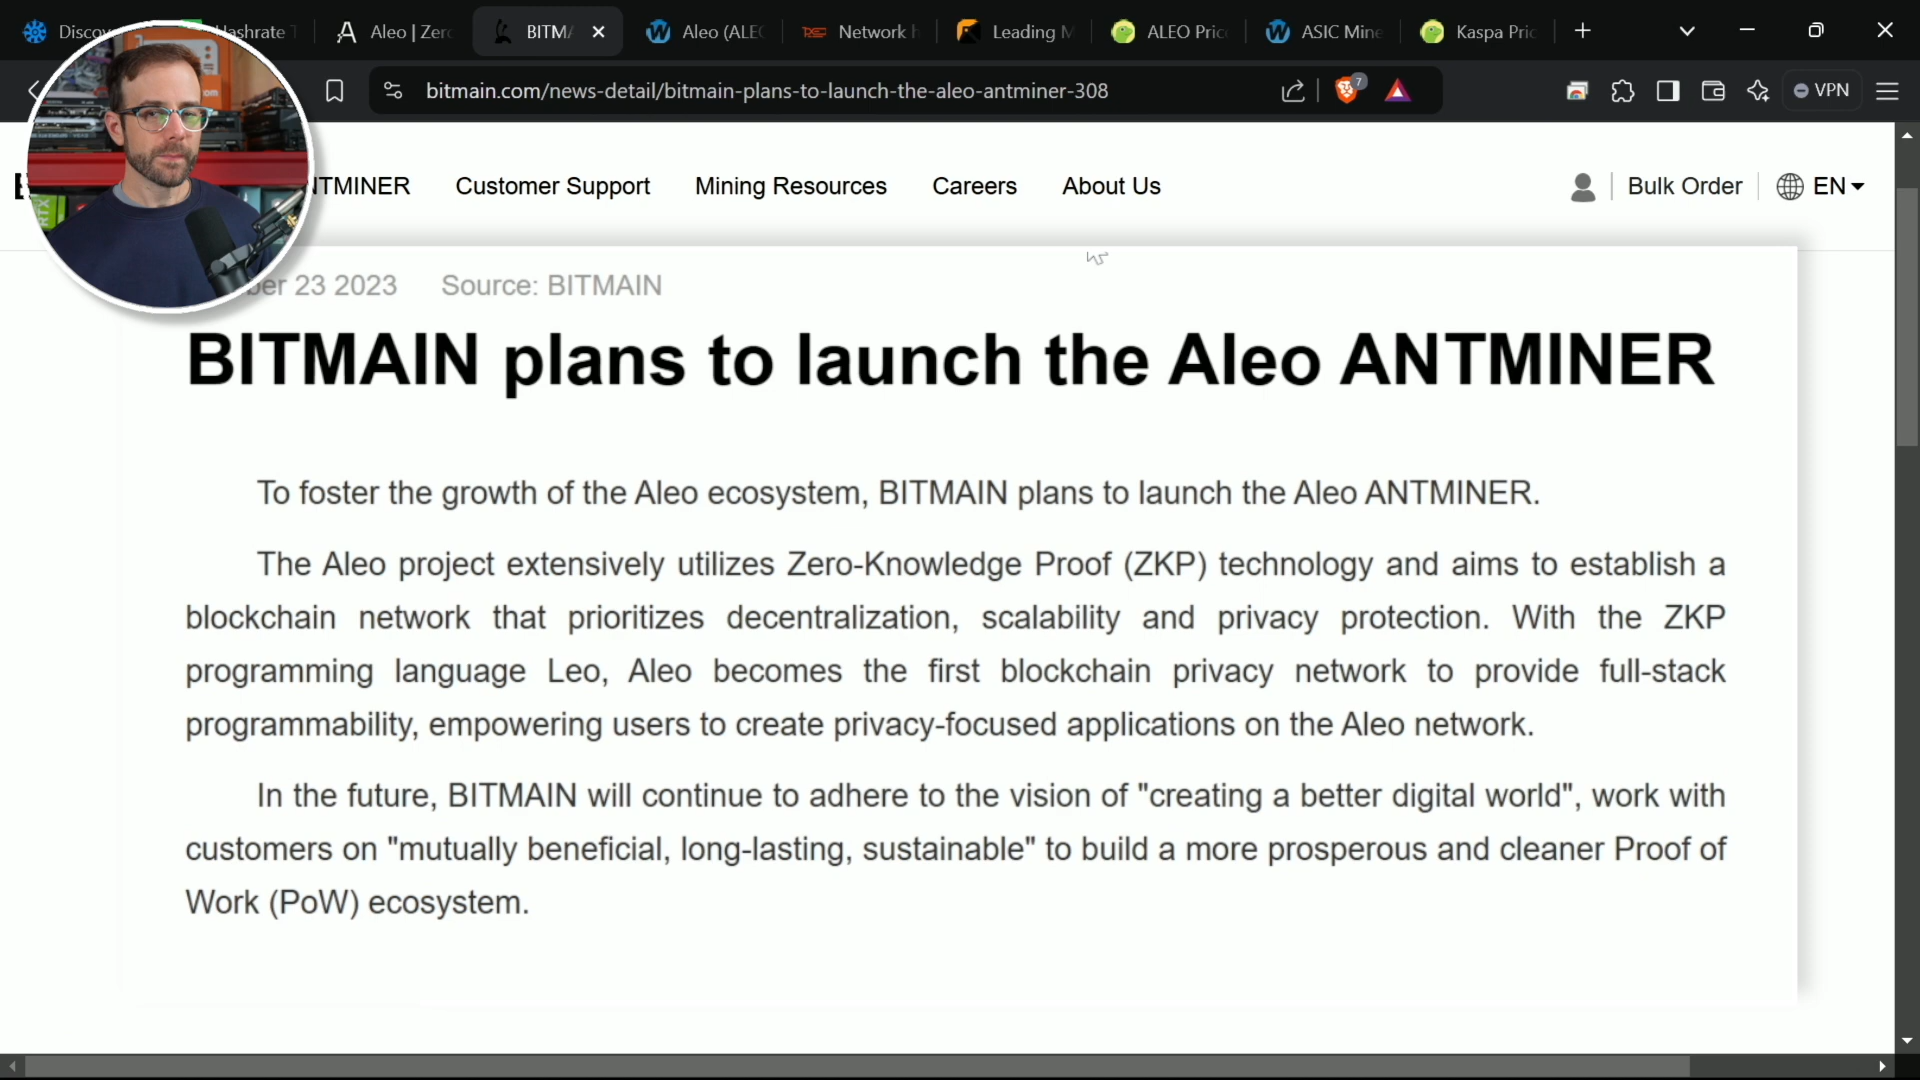 Hashrate
Aleo | Zer
BITM
Aleo (ALE
Network
Leading
ALEO Pric
ASIC Mine
Kaspa Pri
bitmain.com/news-detail/bitmain-plans-to-launch-the-aleo-antminer-308
7
VPN
NTMINER
Customer Support
Mining Resources
Careers
About Us
Bulk Order
EN
ber 23 2023
Source: BITMAIN
BITMAIN plans to launch the Aleo ANTMINER
To foster the growth of the Aleo ecosystem, BITMAIN plans to launch the Aleo ANTMINER.
The Aleo project extensively utilizes Zero-Knowledge Proof (ZKP) technology and aims to establish a
blockchain network that prioritizes decentralization, scalability and privacy protection. With the ZKP
programming language Leo, Aleo becomes the first blockchain privacy network to provide full-stack
programmability, empowering users to create privacy-focused applications on the Aleo network.
In the future, BITMAIN will continue to adhere to the vision of "creating a better digital world", work with
customers on "mutually beneficial, long-lasting, sustainable" to build a more prosperous and cleaner Proof of
Work (PoW) ecosystem.